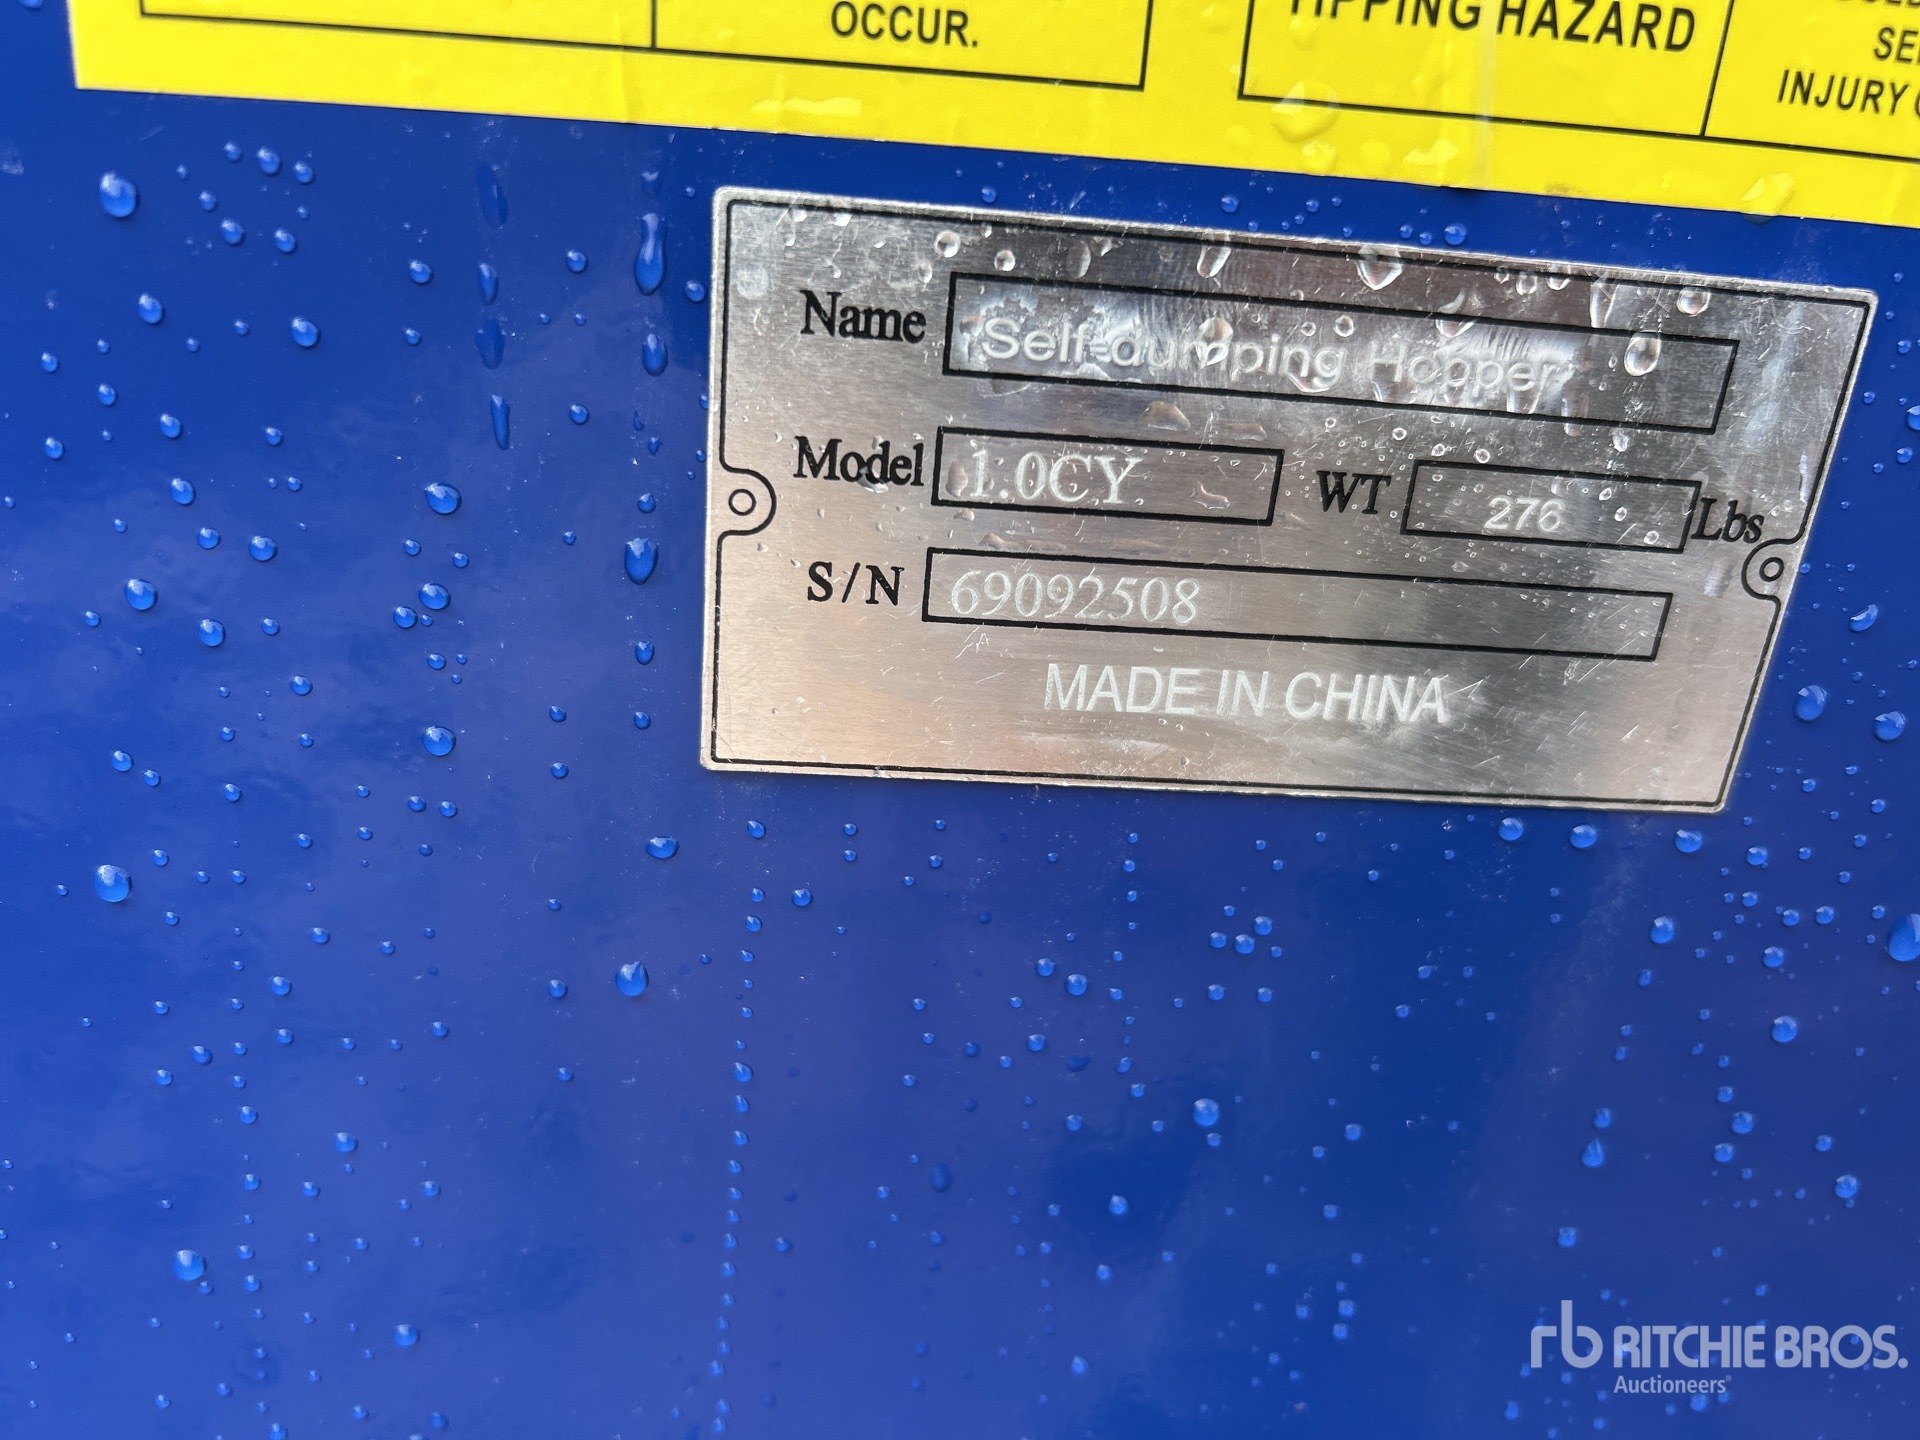 OCCUR.
TIPPING HAZARD
INJURY
Name Self-dumping Hopper
Model 1.0CY WT 276 Lbs
S/N 69092508
MADE IN CHINA
rb RITCHIE BROS.
Auctioneers